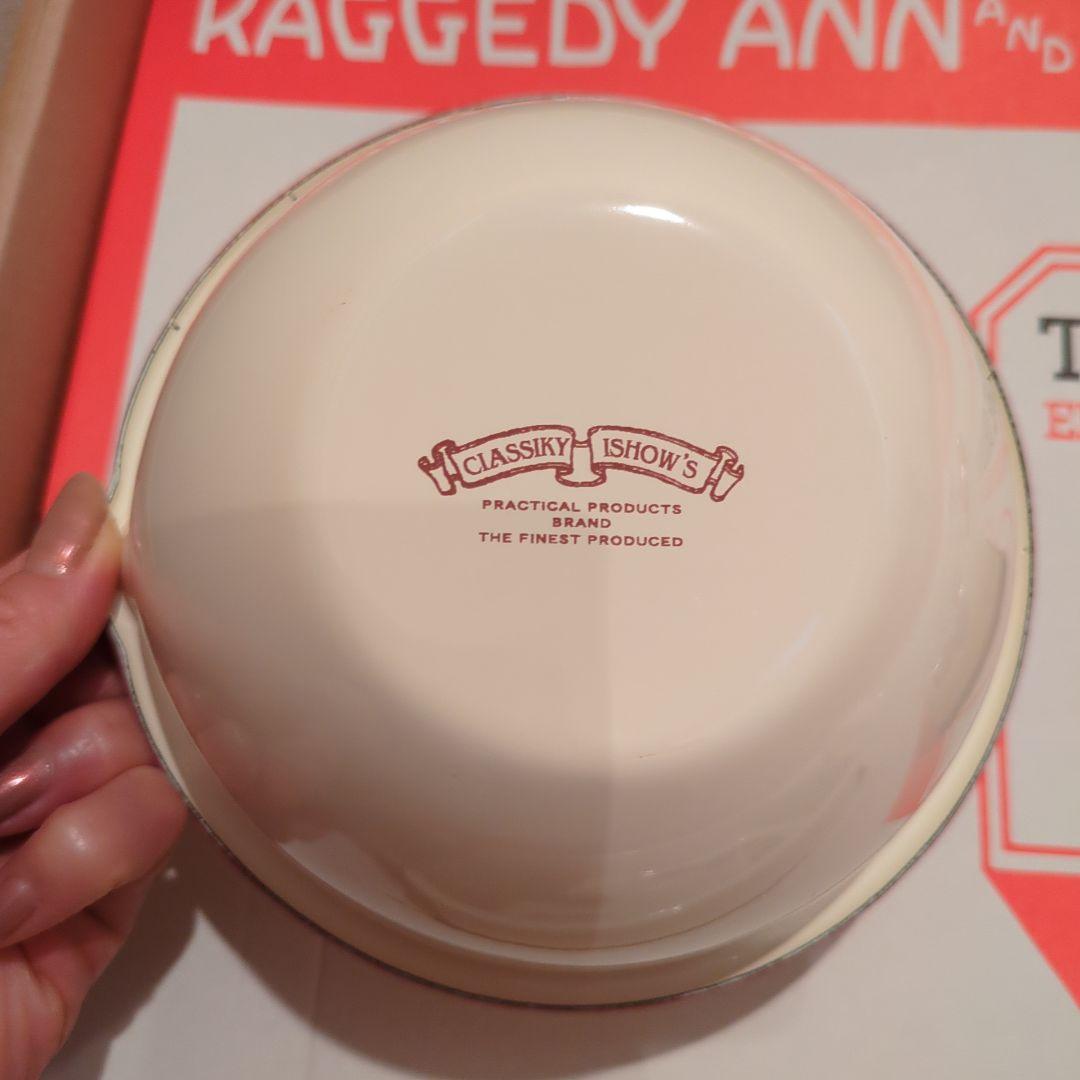 RAGGEDY ANN AND
CLASSIKY ISHOW'S
PRACTICAL PRODUCTS
BRAND
THE FINEST PRODUCED